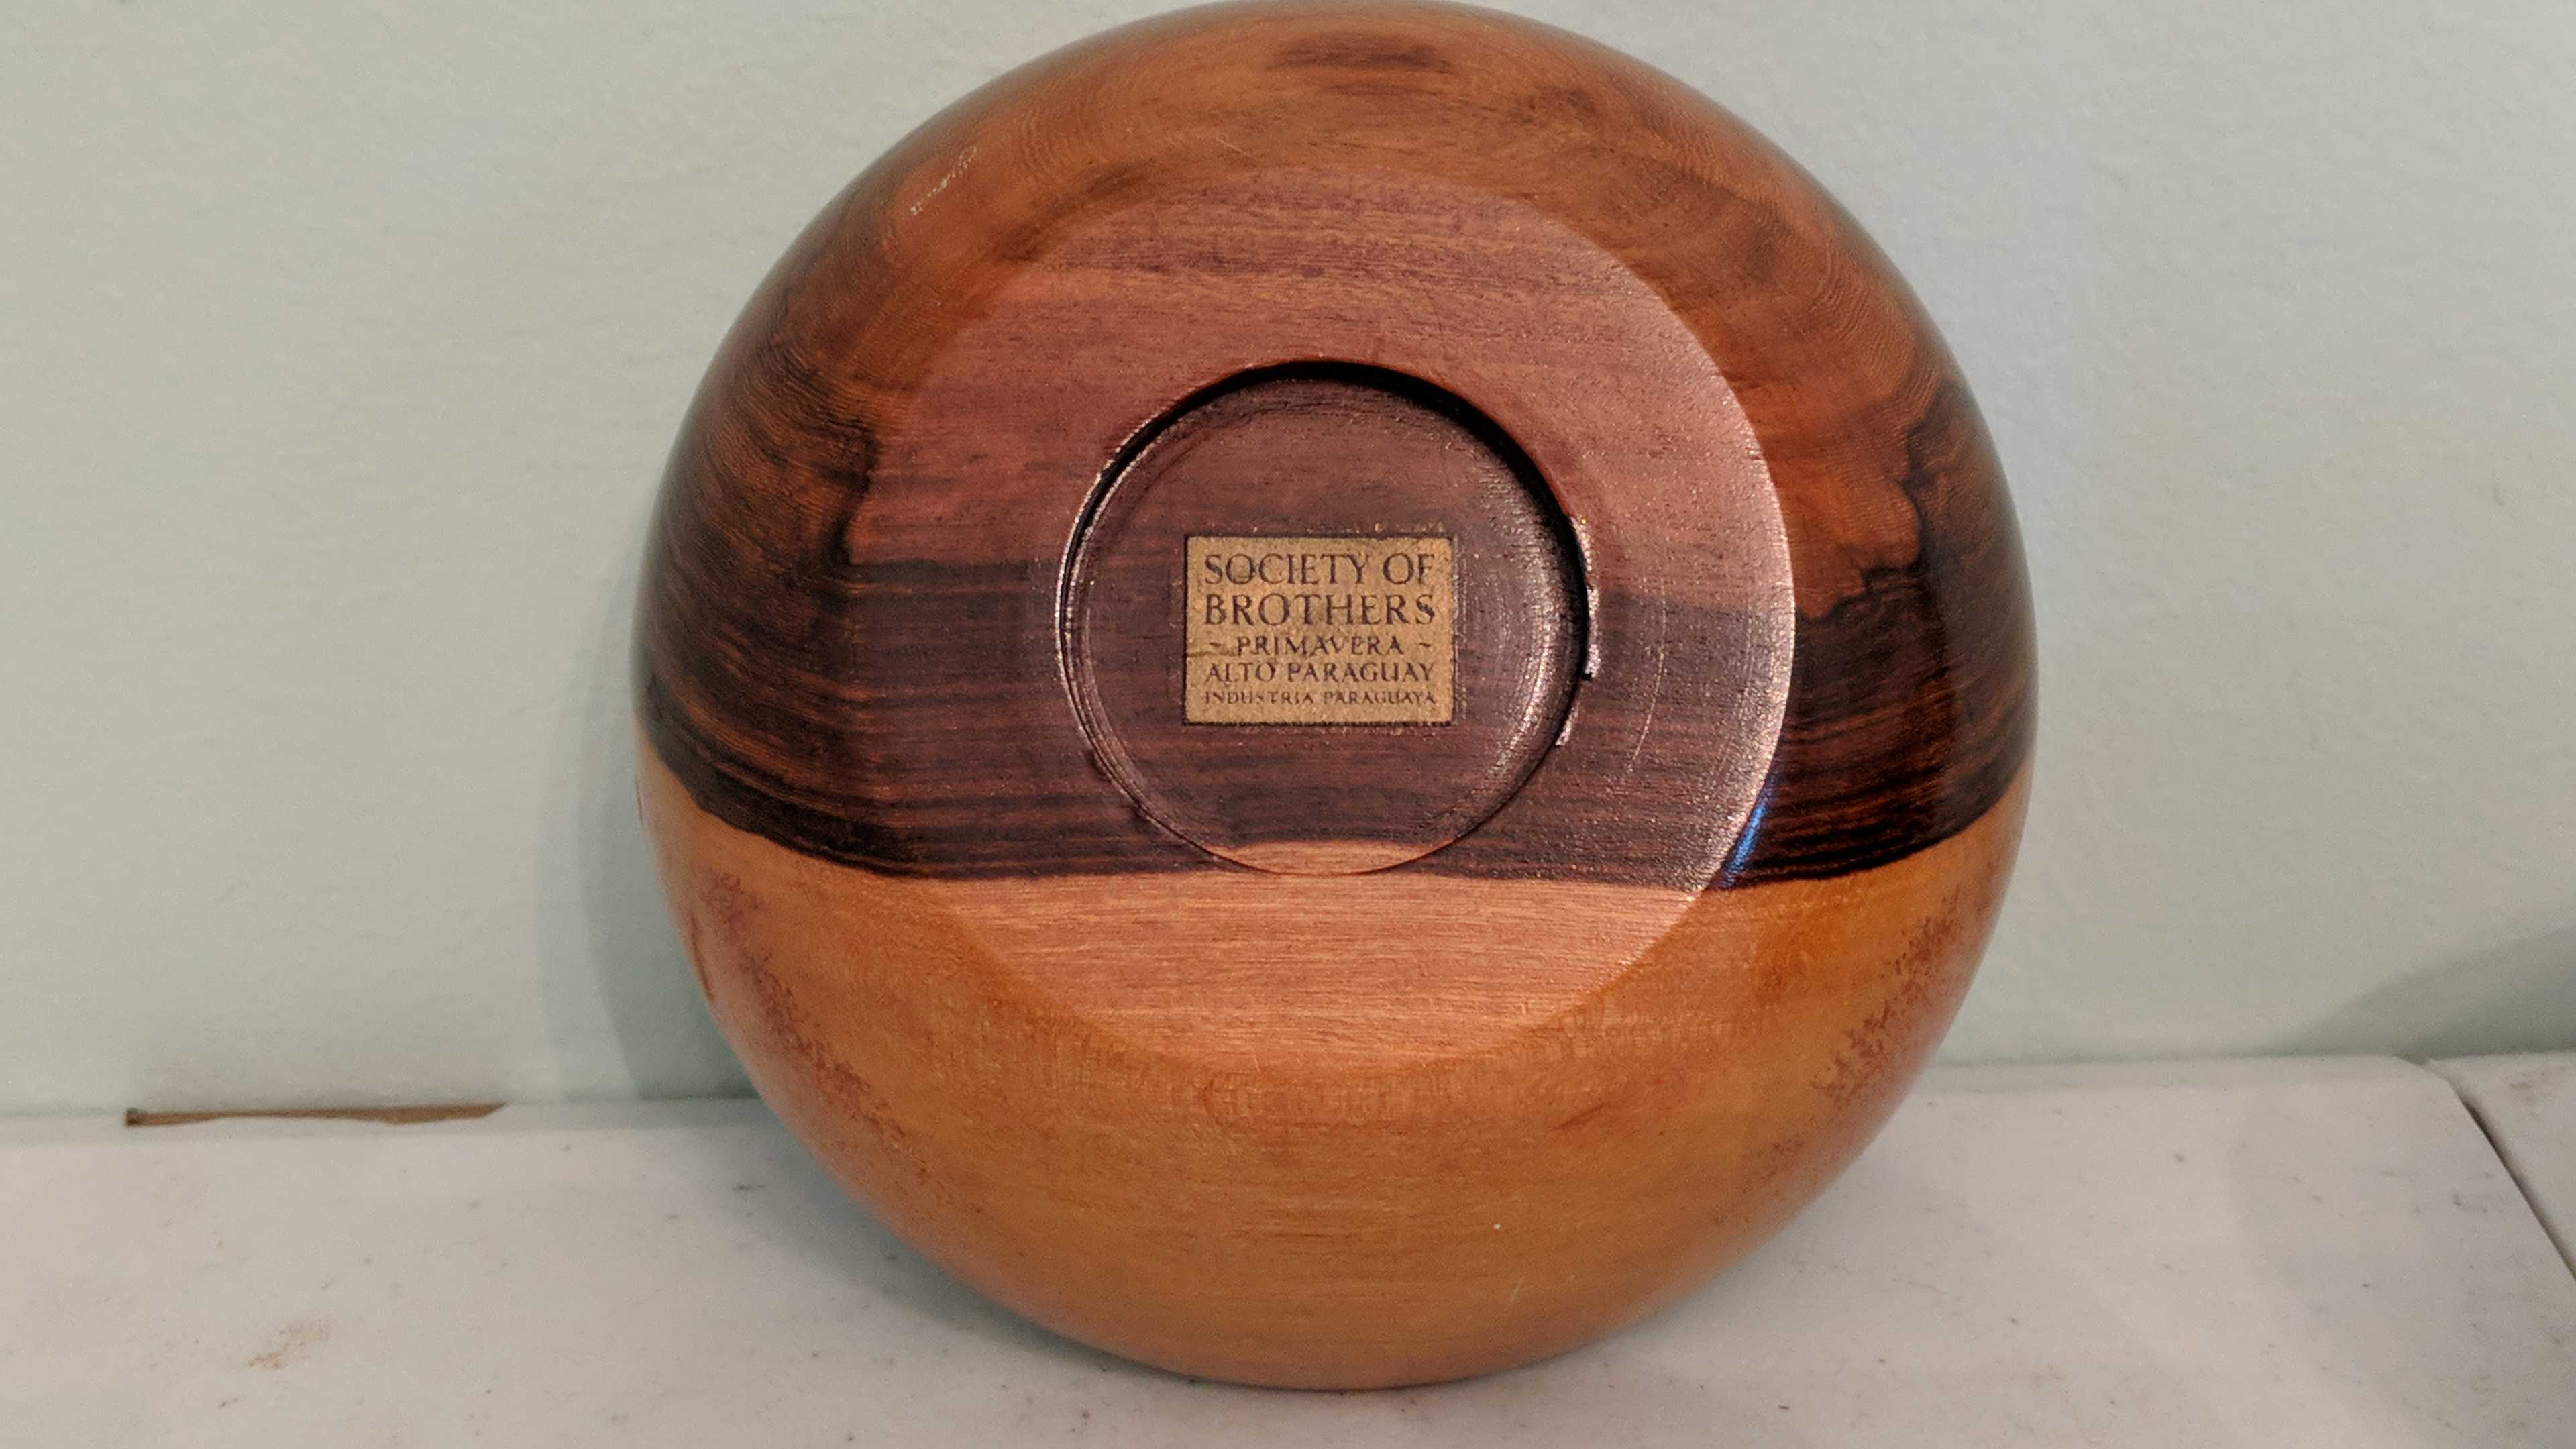 SOCIETY OF
BROTHERS
~ PRIMAVERA ~
ALTO PARAGUAY
INDUSTRIA PARAGUAYA